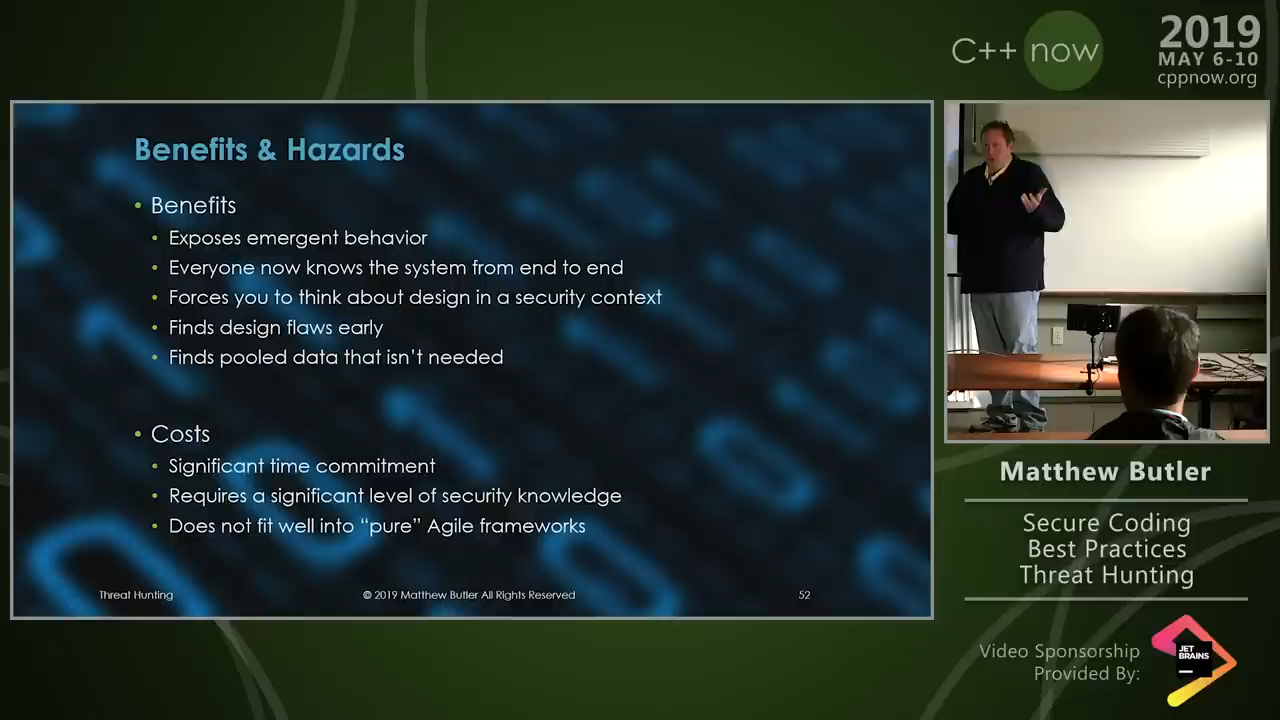 C++ now
2019
MAY 6-10
cppnow.org
Benefits & Hazards
• Benefits
• Exposes emergent behavior
• Everyone now knows the system from end to end
• Forces you to think about design in a security context
• Finds design flaws early
• Finds pooled data that isn't needed
• Costs
• Significant time commitment
• Requires a significant level of security knowledge
• Does not fit well into “pure” Agile frameworks
Threat Hunting
© 2019 Matthew Butler All Rights Reserved
52
Matthew Butler
Secure Coding
Best Practices
Threat Hunting
Video Sponsorship
Provided By:
JET
BRAINS